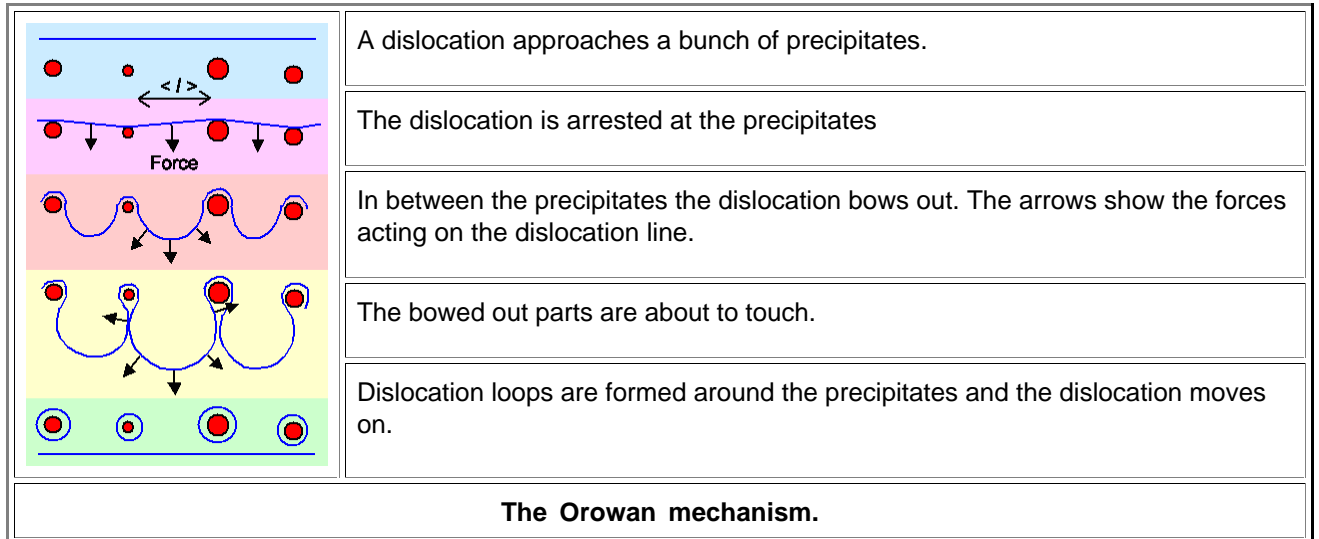 A dislocation approaches a bunch of precipitates.
< l >
The dislocation is arrested at the precipitates
Force
In between the precipitates the dislocation bows out. The arrows show the forces
acting on the dislocation line.
The bowed out parts are about to touch.
Dislocation loops are formed around the precipitates and the dislocation moves
on.
The Orowan mechanism.